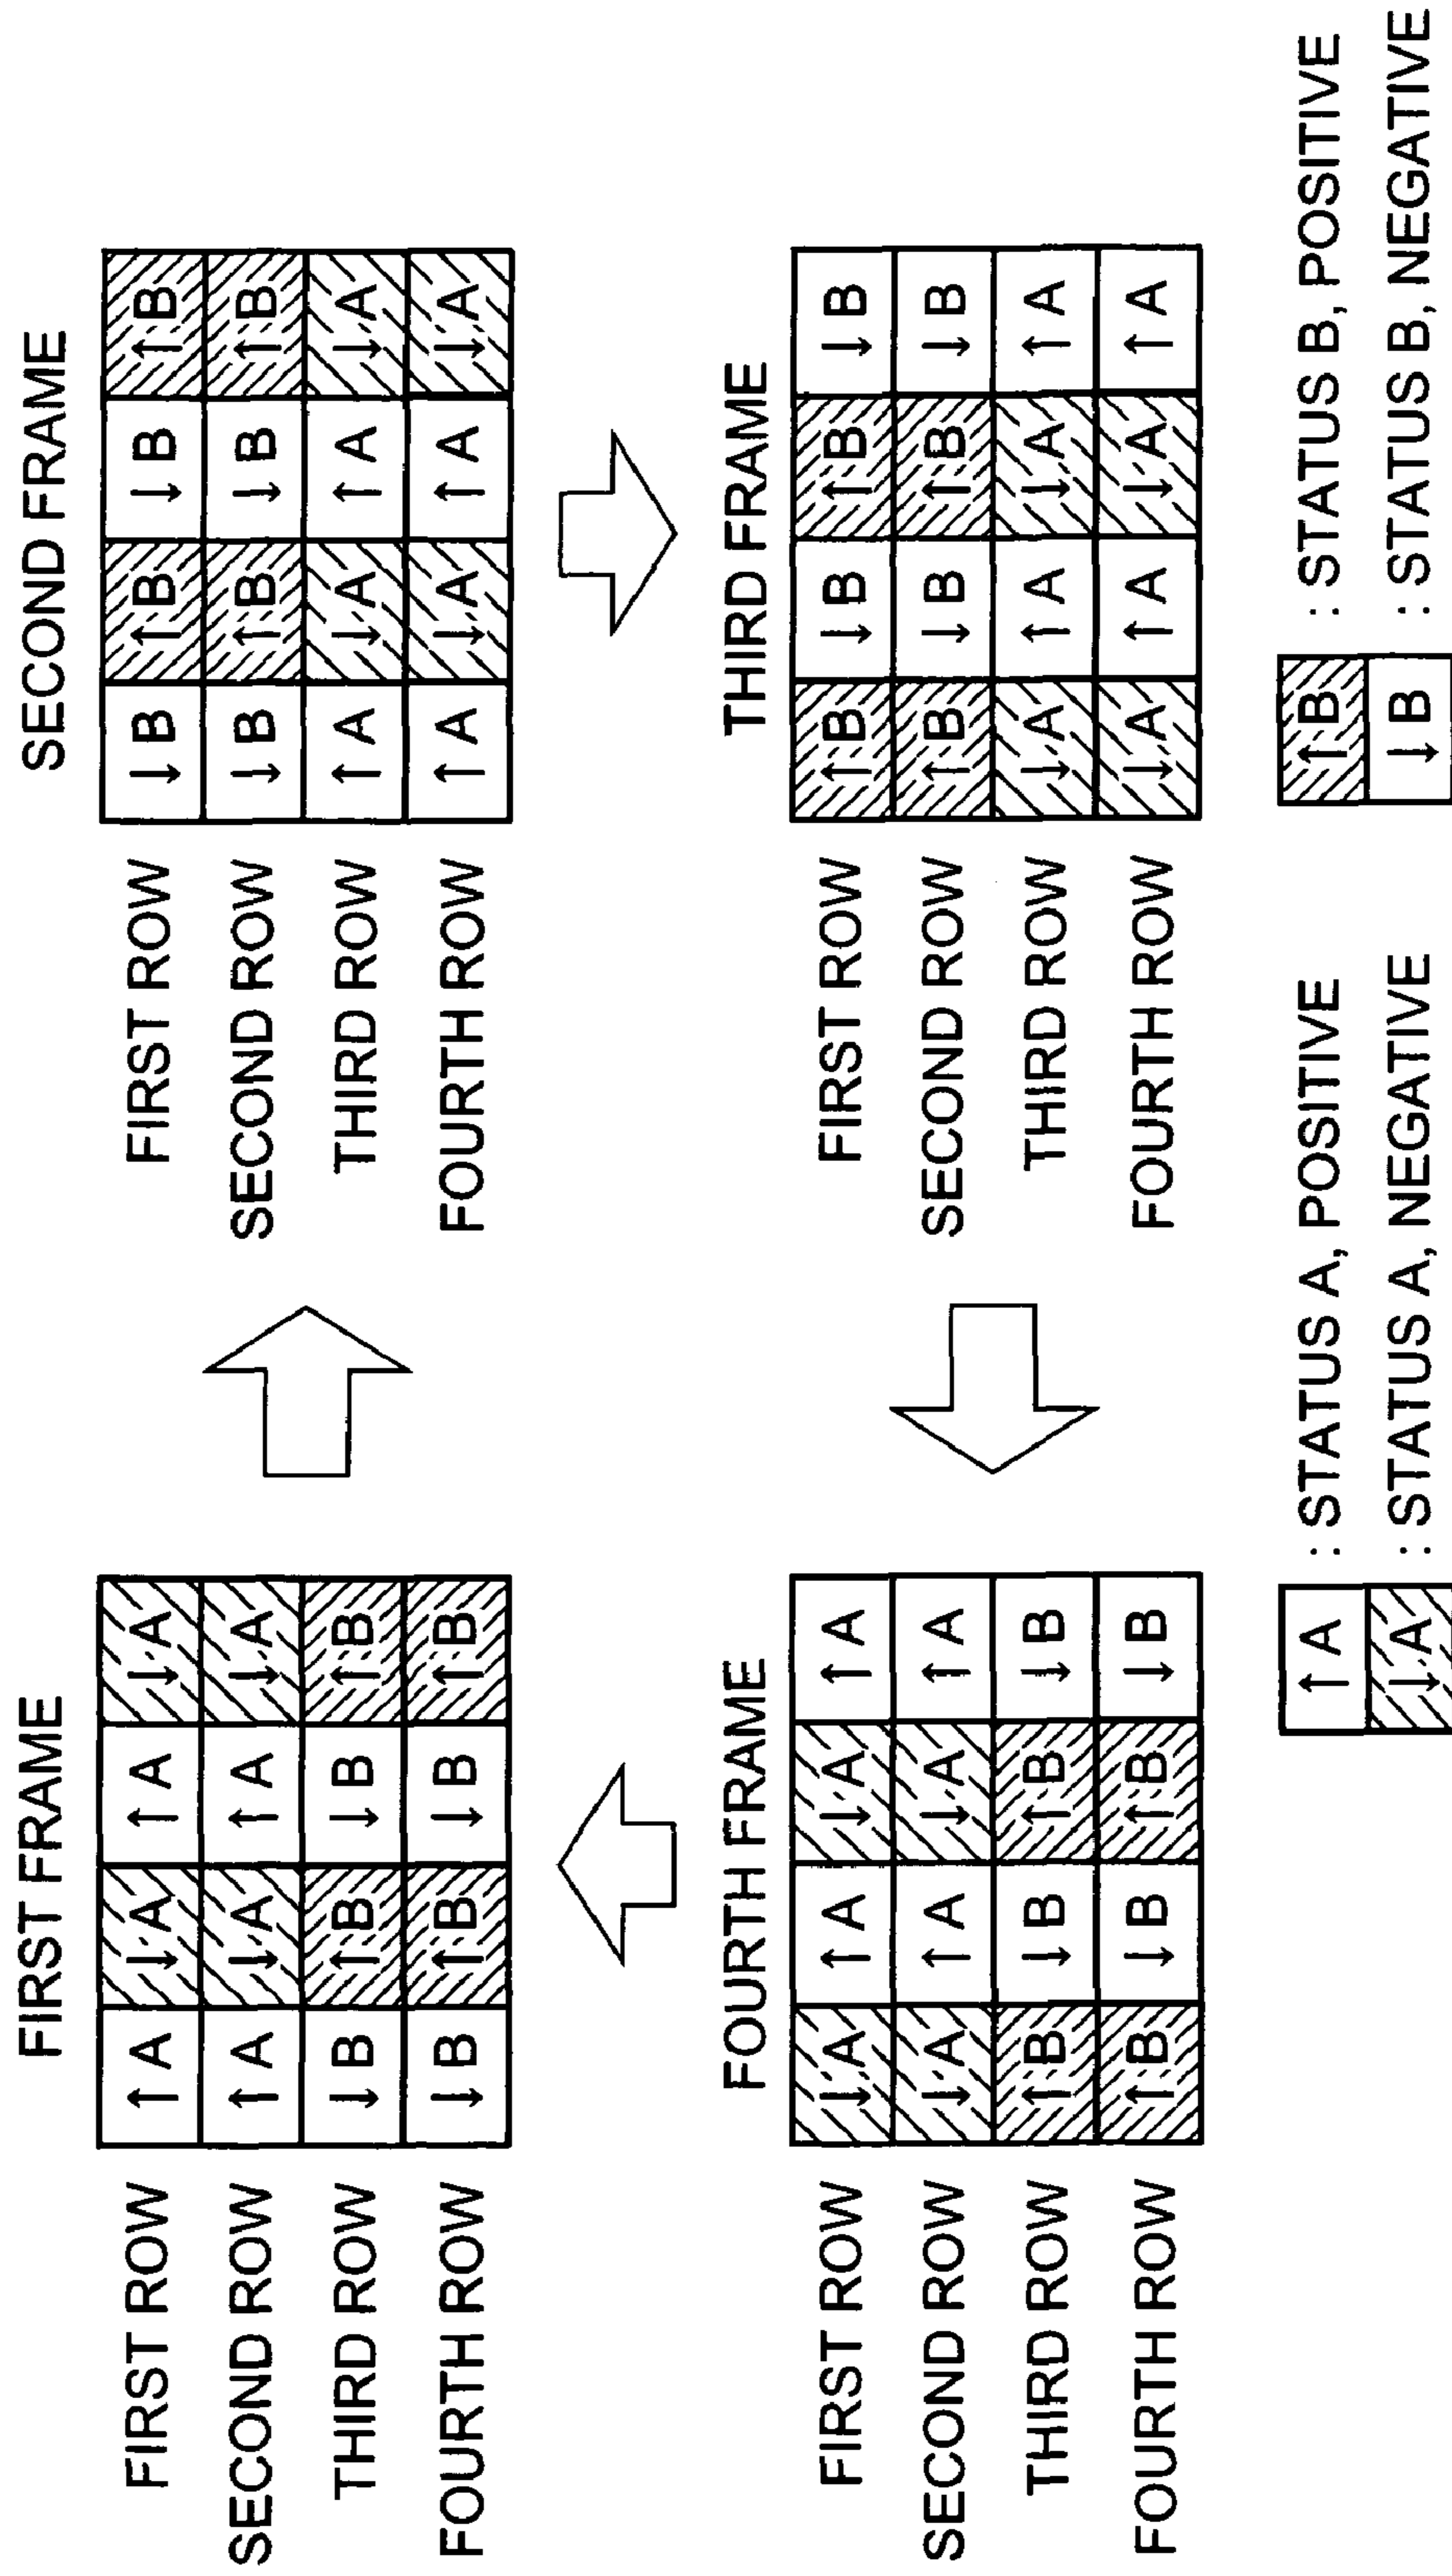 FIRST FRAME
FIRST ROW ↑A ↓A ↑A ↓A
SECOND ROW ↑A ↓A ↑A ↓A
THIRD ROW ↓B ↑B ↓B ↑B
FOURTH ROW ↓B ↑B ↓B ↑B
SECOND FRAME
FIRST ROW ↓B ↑B ↓B ↑B
SECOND ROW ↓B ↑B ↓B ↑B
THIRD ROW ↑A ↓A ↑A ↓A
FOURTH ROW ↑A ↓A ↑A ↓A
FOURTH FRAME
FIRST ROW ↓A ↑A ↓A ↑A
SECOND ROW ↓A ↑A ↓A ↑A
THIRD ROW ↑B ↓B ↑B ↓B
FOURTH ROW ↑B ↓B ↑B ↓B
THIRD FRAME
FIRST ROW ↑B ↓B ↑B ↓B
SECOND ROW ↑B ↓B ↑B ↓B
THIRD ROW ↓A ↑A ↓A ↑A
FOURTH ROW ↓A ↑A ↓A ↑A
↑A : STATUS A, POSITIVE
↓A : STATUS A, NEGATIVE
↑B : STATUS B, POSITIVE
↓B : STATUS B, NEGATIVE